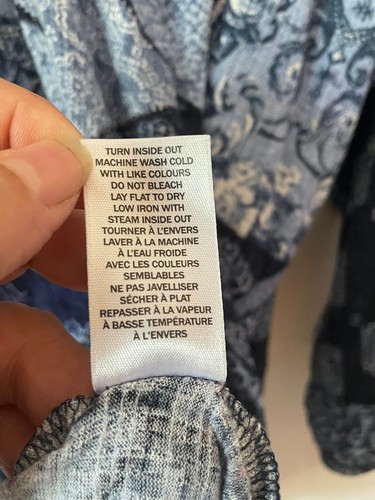 TURN INSIDE OUT
MACHINE WASH COLD
WITH LIKE COLOURS
DO NOT BLEACH
LAY FLAT TO DRY
LOW IRON WITH
STEAM INSIDE OUT
TOURNER À L'ENVERS
LAVER À LA MACHINE
À L'EAU FROIDE
AVEC LES COULEURS
SEMBLABLES
NE PAS JAVELLISER
SÉCHER À PLAT
REPASSER À LA VAPEUR
À BASSE TEMPÉRATURE
À L'ENVERS